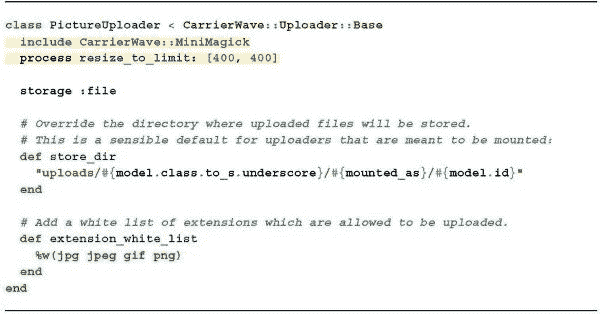 class PictureUploader < CarrierWave::Uploader::Base
  include CarrierWave::MiniMagick
  process resize_to_limit: [400, 400]

  storage :file

  # Override the directory where uploaded files will be stored.
  # This is a sensible default for uploaders that are meant to be mounted:
  def store_dir
    "uploads/#{model.class.to_s.underscore}/#{mounted_as}/#{model.id}"
  end

  # Add a white list of extensions which are allowed to be uploaded.
  def extension_white_list
    %w(jpg jpeg gif png)
  end
end